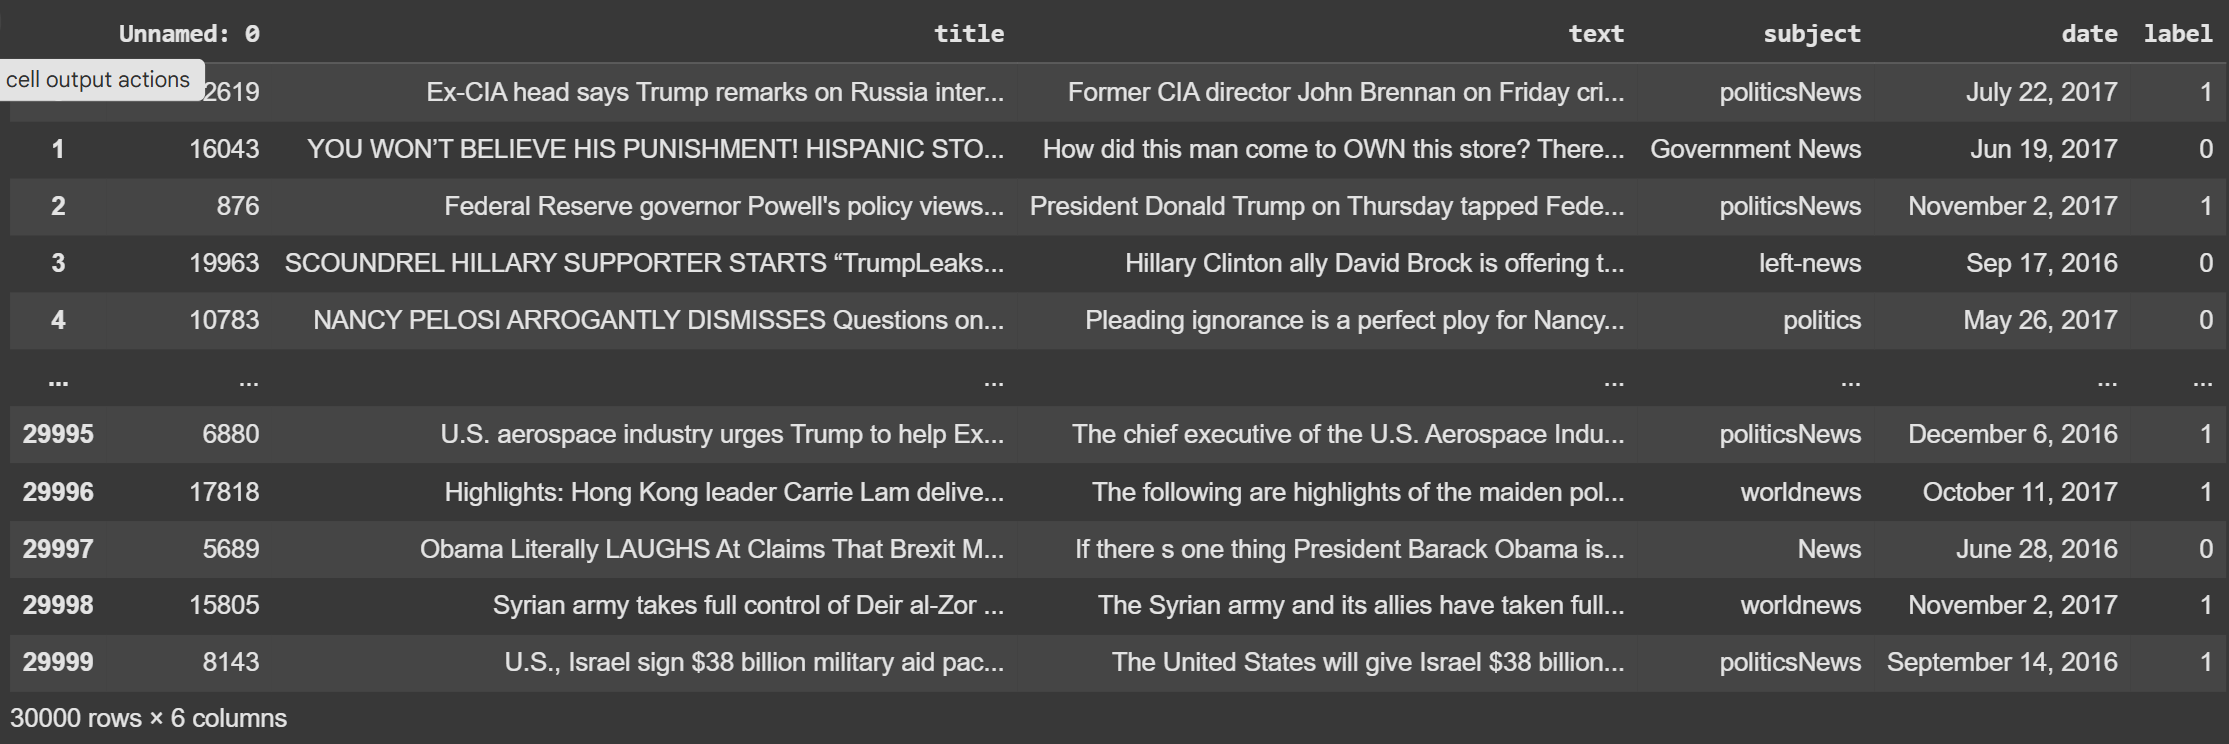 Unnamed: 0 title text subject date label
cell output actions 2619 Ex-CIA head says Trump remarks on Russia inter... Former CIA director John Brennan on Friday cri... politicsNews July 22, 2017 1
1 16043 YOU WON’T BELIEVE HIS PUNISHMENT! HISPANIC STO... How did this man come to OWN this store? There... Government News Jun 19, 2017 0
2 876 Federal Reserve governor Powell's policy views... President Donald Trump on Thursday tapped Fede... politicsNews November 2, 2017 1
3 19963 SCOUNDREL HILLARY SUPPORTER STARTS “TrumpLeaks... Hillary Clinton ally David Brock is offering t... left-news Sep 17, 2016 0
4 10783 NANCY PELOSI ARROGANTLY DISMISSES Questions on... Pleading ignorance is a perfect ploy for Nancy... politics May 26, 2017 0
... ... ... ... ... ... ...
29995 6880 U.S. aerospace industry urges Trump to help Ex... The chief executive of the U.S. Aerospace Indu... politicsNews December 6, 2016 1
29996 17818 Highlights: Hong Kong leader Carrie Lam delive... The following are highlights of the maiden pol... worldnews October 11, 2017 1
29997 5689 Obama Literally LAUGHS At Claims That Brexit M... If there s one thing President Barack Obama is... News June 28, 2016 0
29998 15805 Syrian army takes full control of Deir al-Zor ... The Syrian army and its allies have taken full... worldnews November 2, 2017 1
29999 8143 U.S., Israel sign $38 billion military aid pac... The United States will give Israel $38 billion... politicsNews September 14, 2016 1
30000 rows × 6 columns